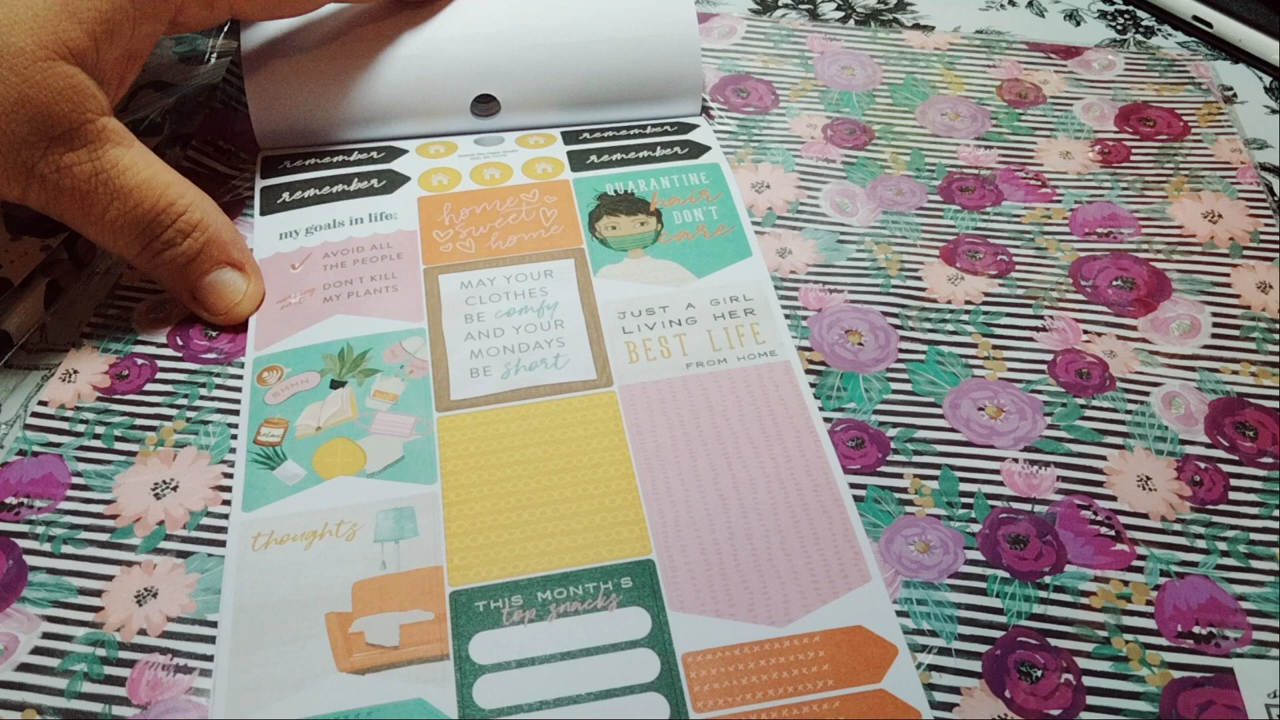 remember
remember
remember
remember
my goals in life:
AVOID ALL
THE PEOPLE
DON'T KILL
MY PLANTS
home
sweet
home
QUARANTINE
hair
DON'T
care
MAY YOUR
CLOTHES
BE comfy
AND YOUR
MONDAYS
BE short
JUST A GIRL
LIVING HER
BEST LIFE
FROM HOME
thoughts
THIS MONTH'S
top snacks